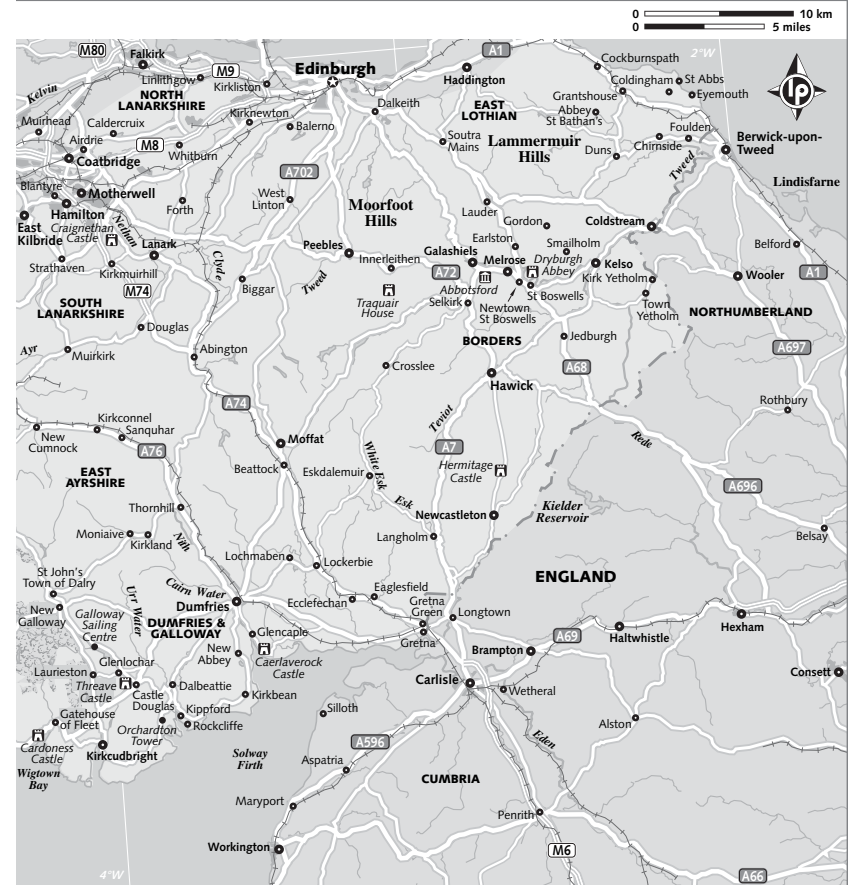 0 10 km
0 5 miles
M80
Falkirk
M9
Linlithgow
Kirkliston
Edinburgh
A1
Haddington
2°W
Cockburnspath
Coldingham
St Abbs
Eyemouth
lp
Kelvin
NORTH
LANARKSHIRE
Dalkeith
EAST
LOTHIAN
Grantshouse
Abbey
St Bathan's
Muirhead
Caldercruix
Kirknewton
Balerno
Airdrie
M8
Whitburn
Coatbridge
Soutra
Mains
Lammermuir
Hills
Duns
Foulden
Chirnside
Berwick-upon-
Tweed
Tweed
Lindisfarne
A702
Blantyre
Motherwell
Hamilton
West
Linton
Moorfoot
Hills
Forth
Lauder
Gordon
Coldstream
East
Kilbride
Craignethan
Castle
Nethan
Lanark
Clyde
Peebles
Innerleithen
Galashiels
Earlston
Melrose
Smailholm
Dryburgh
Abbey
Kelso
Belford
Strathaven
Kirkmuirhill
Tweed
A72
Abbotsford
Kirk Yetholm
Wooler
A1
M74
Biggar
Traquair
House
Selkirk
St Boswells
Newtown
St Boswells
Town
Yetholm
SOUTH
LANARKSHIRE
NORTHUMBERLAND
Douglas
BORDERS
Jedburgh
Ayr
Muirkirk
Abington
Crosslee
A68
A697
Hawick
A74
Rothbury
Kirkconnel
Sanquhar
New
Cumnock
A76
Moffat
Teviot
A7
Rede
Beattock
Eskdalemuir
White Esk
Hermitage
Castle
EAST
AYRSHIRE
A696
Esk
Thornhill
Newcastleton
Kielder
Reservoir
Moniaive
Kirkland
Nith
Langholm
Belsay
Lochmaben
Lockerbie
St John's
Town of Dalry
Urr Water
Cairn Water
Eaglesfield
ENGLAND
New
Galloway
Galloway
Sailing
Centre
Dumfries
DUMFRIES &
GALLOWAY
Ecclefechan
Gretna
Green
Longtown
Hexham
Glencaple
Gretna
A69
Haltwhistle
Brampton
New
Abbey
Caerlaverock
Castle
Glenlochar
Laurieston
Threave
Castle
Castle
Douglas
Dalbeattie
Kirkbean
Carlisle
Wetheral
Consett
Silloth
Gatehouse
of Fleet
Kippford
Rockcliffe
Orchardton
Tower
Alston
Cardoness
Castle
Kirkcudbright
Solway
Firth
A596
Eden
Wigtown
Bay
Aspatria
CUMBRIA
Maryport
Penrith
Workington
M6
4°W
A66